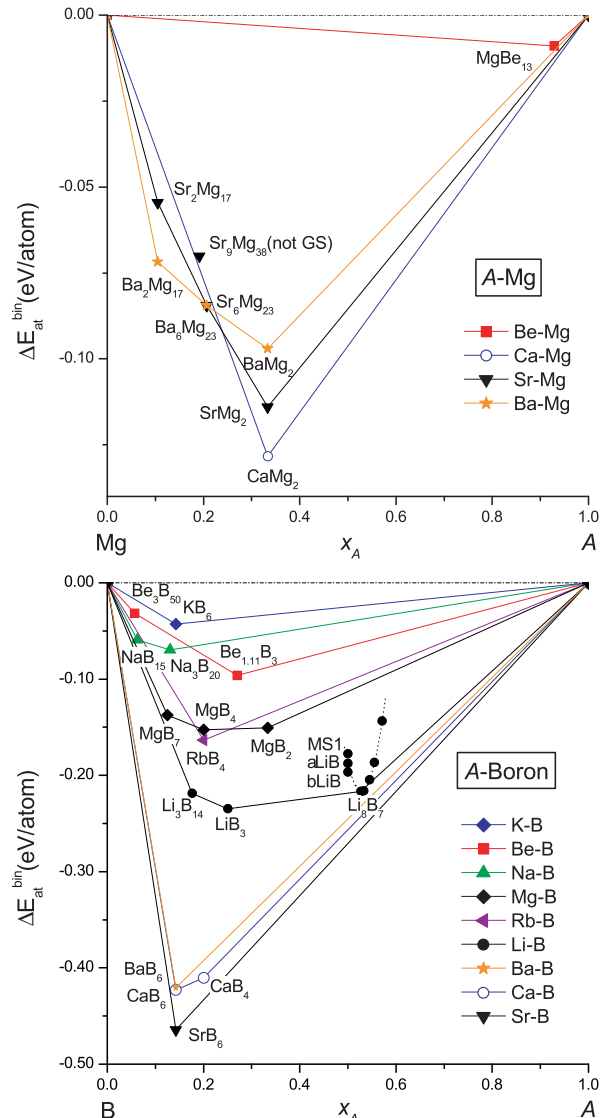 0.00
-0.05
-0.10
ΔE_at^bin(eV/atom)
MgBe₁₃
Sr₂Mg₁₇
Sr₉Mg₃₈(not GS)
Ba₂Mg₁₇
Sr₆Mg₂₃
Ba₆Mg₂₃
BaMg₂
SrMg₂
CaMg₂
A-Mg
Be-Mg
Ca-Mg
Sr-Mg
Ba-Mg
0.0 0.2 0.4 0.6 0.8 1.0
Mg x_A A
0.00
-0.10
-0.20
-0.30
-0.40
-0.50
ΔE_at^bin(eV/atom)
Be₃B₅₀
KB₆
NaB₁₅
Na₃B₂₀
Be₁.₁₁B₃
MgB₄
MgB₇
MgB₂
RbB₄
MS1
aLiB
bLiB
Li₃B₁₄
LiB₃
Li₈B₇
BaB₆
CaB₆
CaB₄
SrB₆
A-Boron
K-B
Be-B
Na-B
Mg-B
Rb-B
Li-B
Ba-B
Ca-B
Sr-B
0.0 0.2 0.4 0.6 0.8 1.0
B x_A A